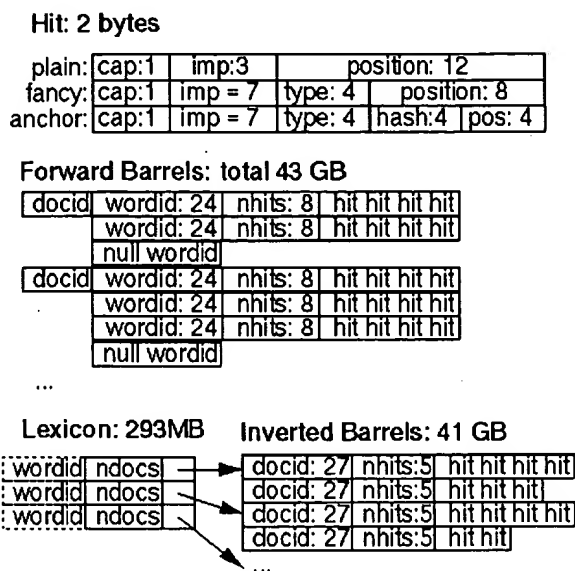 Hit: 2 bytes
plain: cap:1 imp:3 position: 12
fancy: cap:1 imp = 7 type: 4 position: 8
anchor: cap:1 imp = 7 type: 4 hash:4 pos: 4
Forward Barrels: total 43 GB
docid wordid: 24 nhits: 8 hit hit hit hit
wordid: 24 nhits: 8 hit hit hit hit
null wordid
docid wordid: 24 nhits: 8 hit hit hit hit
wordid: 24 nhits: 8 hit hit hit hit
wordid: 24 nhits: 8 hit hit hit hit
null wordid
...
Lexicon: 293MB Inverted Barrels: 41 GB
wordid ndocs docid: 27 nhits:5 hit hit hit hit
wordid ndocs docid: 27 nhits:5 hit hit hit
wordid ndocs docid: 27 nhits:5 hit hit hit hit
docid: 27 nhits:5 hit hit
...